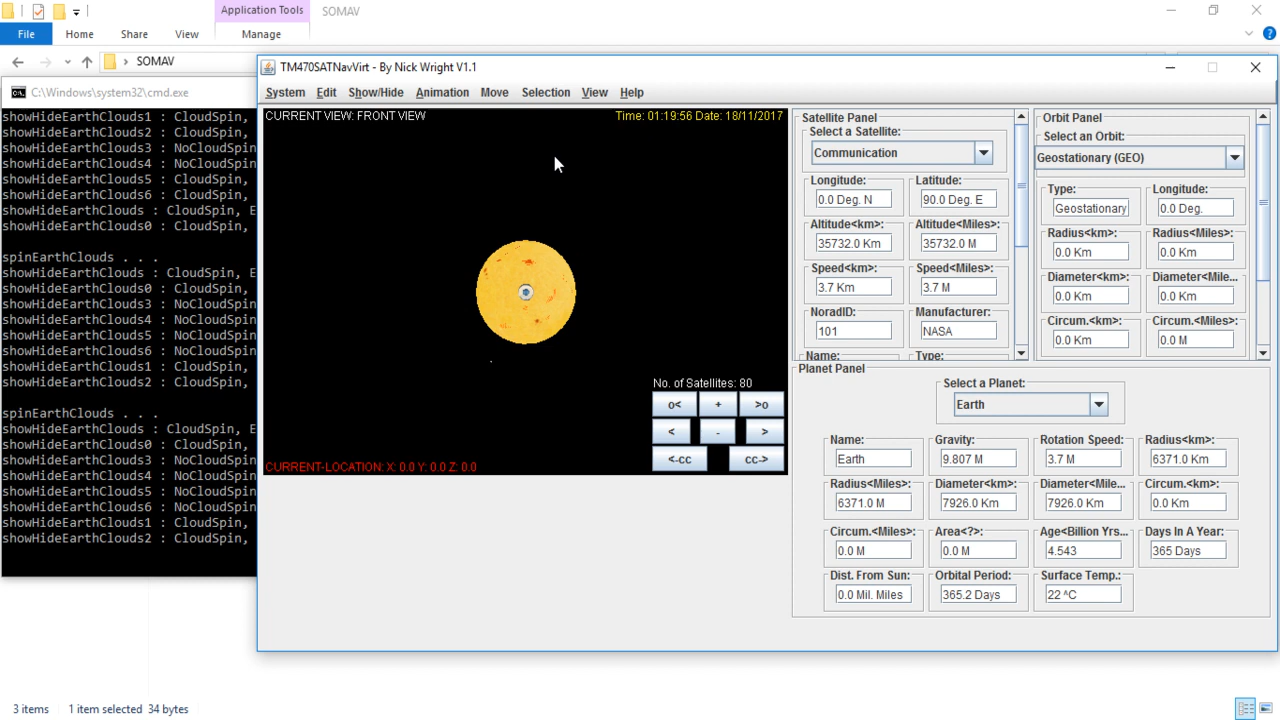 Application Tools
SOMAV
File
Home
Share
View
Manage
SOMAV
C:\Windows\system32\cmd.exe
showHideEarthClouds1 : CloudSpin,
showHideEarthClouds2 : CloudSpin,
showHideEarthClouds3 : NoCloudSpin
showHideEarthClouds4 : NoCloudSpin
showHideEarthClouds5 : NoCloudSpin
showHideEarthClouds6 : NoCloudSpin
showHideEarthClouds : CloudSpin, E
showHideEarthClouds0 : CloudSpin,
spinEarthClouds . . .
showHideEarthClouds : CloudSpin, E
showHideEarthClouds0 : CloudSpin,
showHideEarthClouds3 : NoCloudSpin
showHideEarthClouds4 : NoCloudSpin
showHideEarthClouds5 : NoCloudSpin
showHideEarthClouds6 : NoCloudSpin
showHideEarthClouds1 : CloudSpin,
showHideEarthClouds2 : CloudSpin,
spinEarthClouds . . .
showHideEarthClouds : CloudSpin, E
showHideEarthClouds0 : CloudSpin,
showHideEarthClouds3 : NoCloudSpin
showHideEarthClouds4 : NoCloudSpin
showHideEarthClouds5 : NoCloudSpin
showHideEarthClouds6 : NoCloudSpin
showHideEarthClouds1 : CloudSpin,
showHideEarthClouds2 : CloudSpin,
TM470SATNavVirt - By Nick Wright V1.1
System Edit Show/Hide Animation Move Selection View Help
CURRENT VIEW: FRONT VIEW
Time: 01:19:56 Date: 18/11/2017
No. of Satellites: 80
o< + >o
< - >
<-cc cc->
CURRENT-LOCATION: X: 0.0 Y: 0.0 Z: 0.0
Satellite Panel
Select a Satellite:
Communication
Longitude: Latitude:
0.0 Deg. N 90.0 Deg. E
Altitude<km>: Altitude<Miles>:
35732.0 Km 35732.0 M
Speed<km>: Speed<Miles>:
3.7 Km 3.7 M
NoradID: Manufacturer:
101 NASA
Name: Type:
Orbit Panel
Select an Orbit:
Geostationary (GEO)
Type: Longitude:
Geostationary 0.0 Deg.
Radius<km>: Radius<Miles>:
0.0 Km 0.0 Km
Diameter<km>: Diameter<Mile...
0.0 Km 0.0 Km
Circum.<km>: Circum.<Miles>:
0.0 Km 0.0 M
Planet Panel
Select a Planet:
Earth
Name: Gravity: Rotation Speed: Radius<km>:
Earth 9.807 M 3.7 M 6371.0 Km
Radius<Miles>: Diameter<km>: Diameter<Mile... Circum.<km>:
6371.0 M 7926.0 Km 7926.0 Km 0.0 Km
Circum.<Miles>: Area<?>: Age<Billion Yrs... Days In A Year:
0.0 M 0.0 M 4.543 365 Days
Dist. From Sun: Orbital Period: Surface Temp.:
0.0 Mil. Miles 365.2 Days 22 ^C
3 items 1 item selected 34 bytes